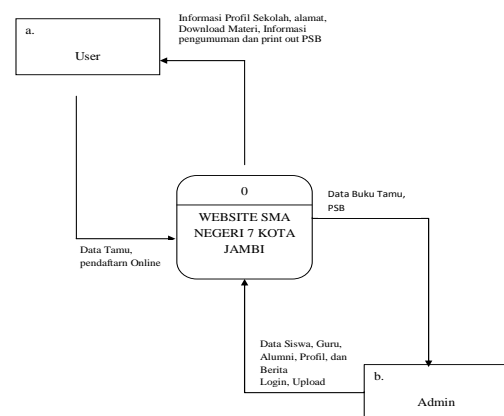 Informasi Profil Sekolah, alamat,
Download Materi, Informasi
pengumuman dan print out PSB
a.
User
0
WEBSITE SMA
NEGERI 7 KOTA
JAMBI
Data Buku Tamu,
PSB
Data Tamu,
pendaftarn Online
Data Siswa, Guru,
Alumni, Profil, dan
Berita
Login, Upload
b.
Admin